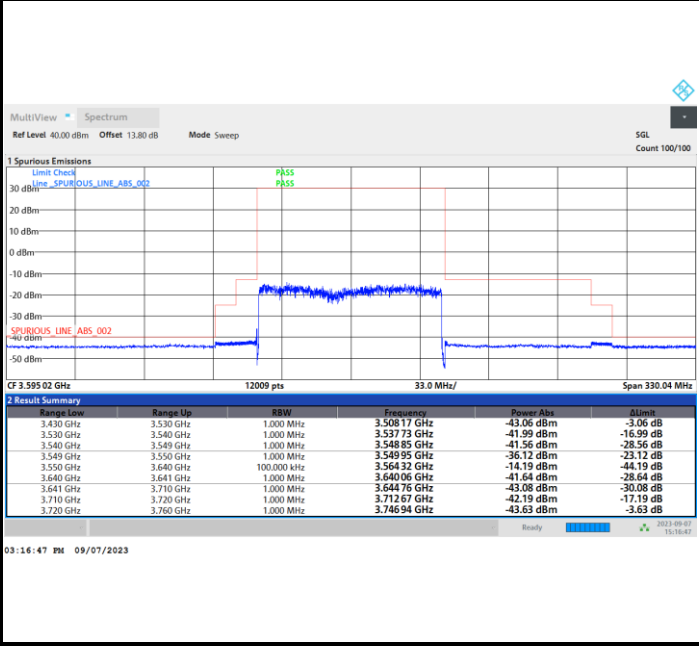 MultiView Spectrum
Ref Level 40.00 dBm Offset 13.80 dB Mode Sweep SGL
Count 100/100
1 Spurious Emissions
Limit Check PASS
Line _SPURIOUS_LINE_ABS_002 PASS
30 dBm
20 dBm
10 dBm
0 dBm
-10 dBm
-20 dBm
-30 dBm
_SPURIOUS_LINE_ABS_002
-40 dBm
-50 dBm
CF 3.595 02 GHz 12009 pts 33.0 MHz/ Span 330.04 MHz
2 Result Summary
Range Low Range Up RBW Frequency Power Abs ΔLimit
3.430 GHz 3.530 GHz 1.000 MHz 3.508 17 GHz -43.06 dBm -3.06 dB
3.530 GHz 3.540 GHz 1.000 MHz 3.537 73 GHz -41.99 dBm -16.99 dB
3.540 GHz 3.549 GHz 1.000 MHz 3.548 85 GHz -41.56 dBm -28.56 dB
3.549 GHz 3.550 GHz 1.000 MHz 3.549 95 GHz -36.12 dBm -23.12 dB
3.550 GHz 3.640 GHz 100.000 kHz 3.564 32 GHz -14.19 dBm -44.19 dB
3.640 GHz 3.641 GHz 1.000 MHz 3.640 06 GHz -41.64 dBm -28.64 dB
3.641 GHz 3.710 GHz 1.000 MHz 3.644 76 GHz -43.08 dBm -30.08 dB
3.710 GHz 3.720 GHz 1.000 MHz 3.712 67 GHz -42.19 dBm -17.19 dB
3.720 GHz 3.760 GHz 1.000 MHz 3.746 94 GHz -43.63 dBm -3.63 dB
Ready 2023-09-07
15:16:47
03:16:47 PM 09/07/2023